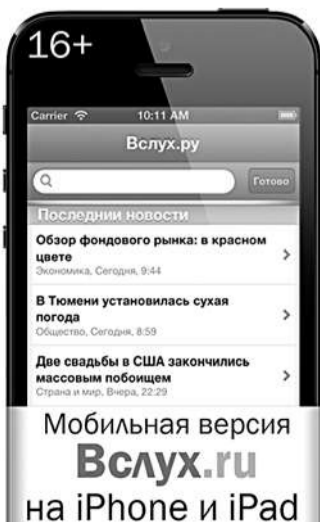 16+
Carrier 10:11 AM
Вслух.ру
Готово
Последнии новости
Обзор фондового рынка: в красном
цвете
Экономика, Сегодня, 9:44
В Тюмени установилась сухая
погода
Общество, Сегодня, 8:59
Две свадьбы в США закончились
массовым побоищем
Страна и мир, Вчера, 22:29
Мобильная версия
Вслух.ru
на iPhone и iPad